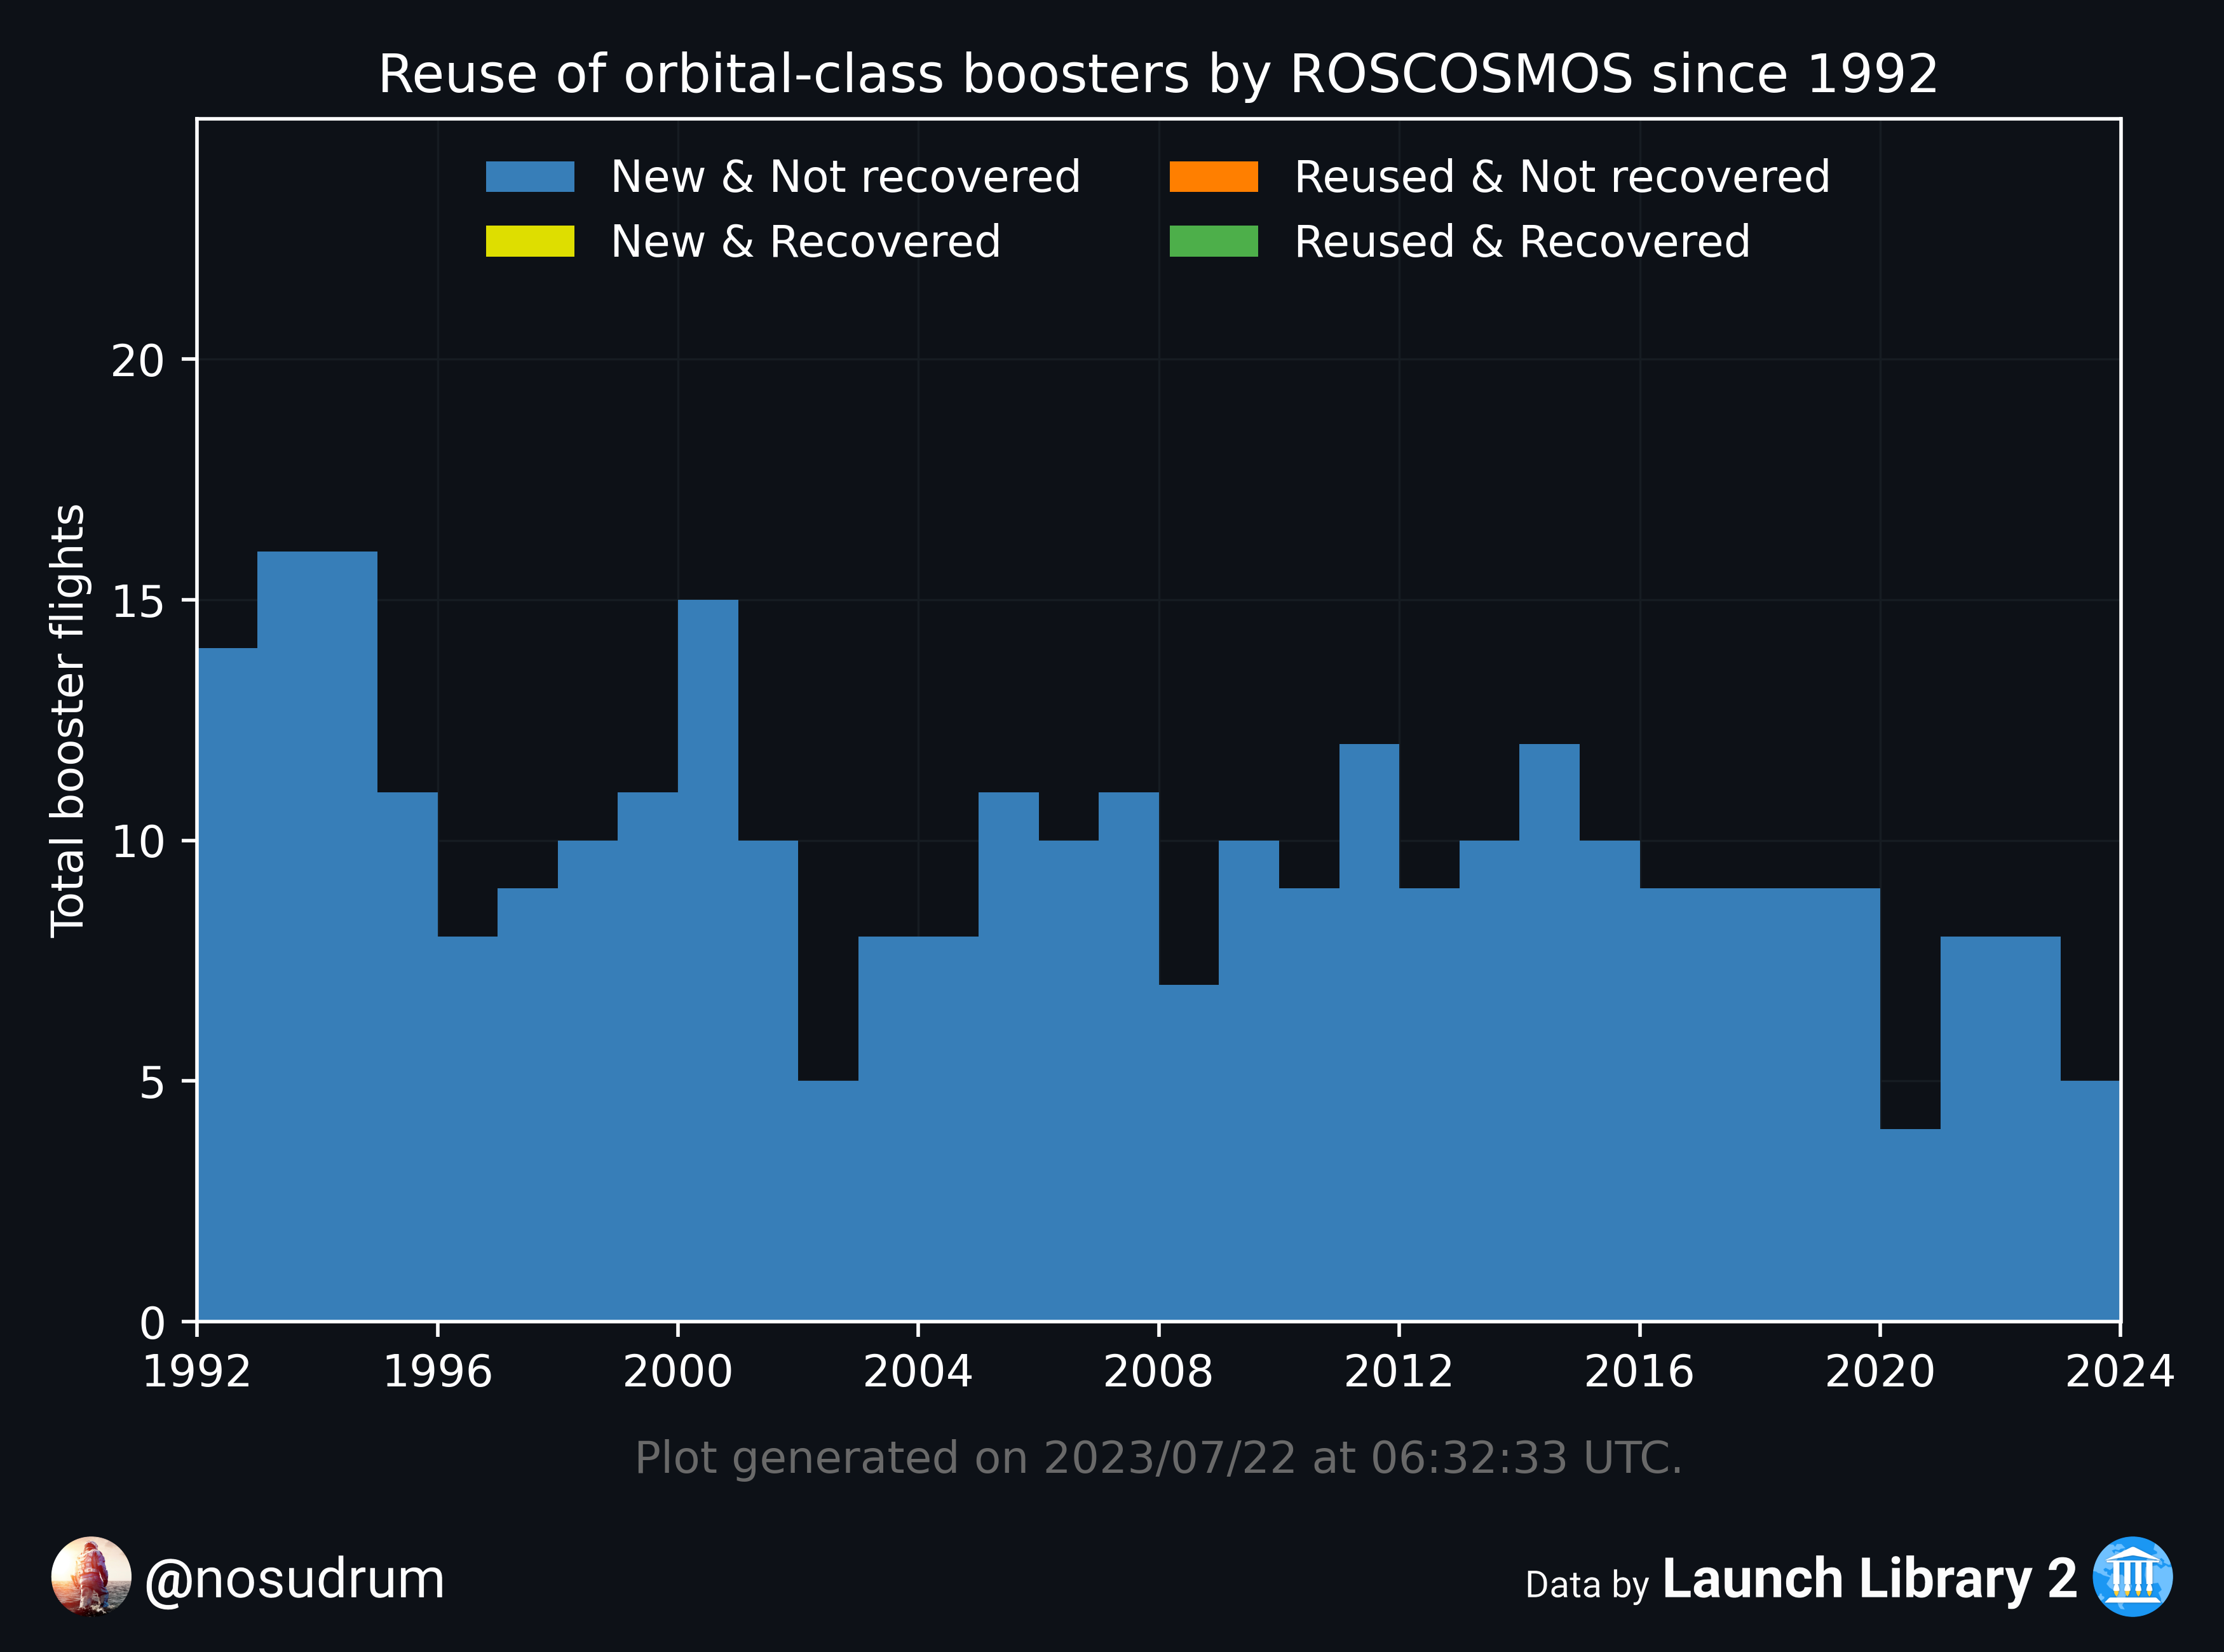 Reuse of orbital-class boosters by ROSCOSMOS since 1992
New & Not recovered
New & Recovered
Reused & Not recovered
Reused & Recovered
Total booster flights
20
15
10
5
0
1992 1996 2000 2004 2008 2012 2016 2020 2024
Plot generated on 2023/07/22 at 06:32:33 UTC.
@nosudrum
Data by Launch Library 2